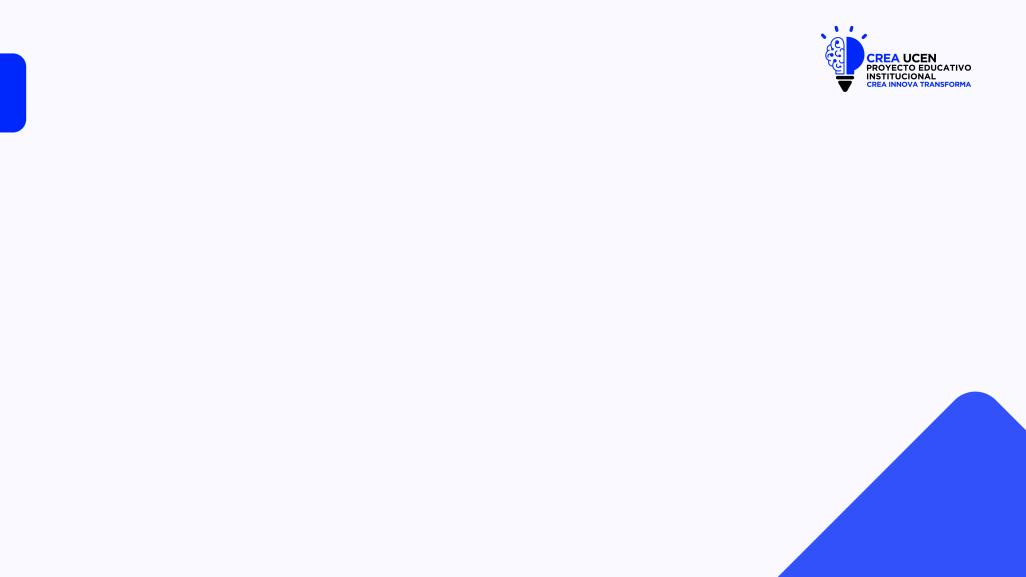 CREA UCEN
PROYECTO EDUCATIVO
INSTITUCIONAL
CREA INNOVA TRANSFORMA